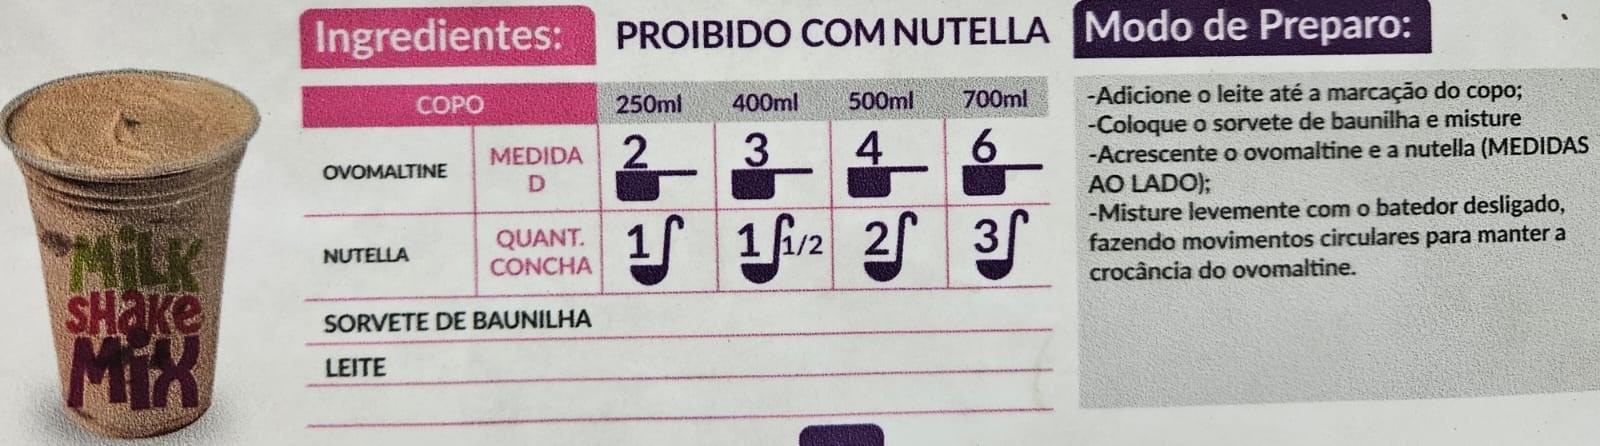 Ingredientes:
PROIBIDO COM NUTELLA
COPO 250ml 400ml 500ml 700ml
OVOMALTINE MEDIDA D 2 3 4 6
NUTELLA QUANT. CONCHA 1 1 1/2 2 3
SORVETE DE BAUNILHA
LEITE
Modo de Preparo:
-Adicione o leite até a marcação do copo;
-Coloque o sorvete de baunilha e misture
-Acrescente o ovomaltine e a nutella (MEDIDAS
AO LADO);
-Misture levemente com o batedor desligado,
fazendo movimentos circulares para manter a
crocância do ovomaltine.
MiLK
sHake
MiX